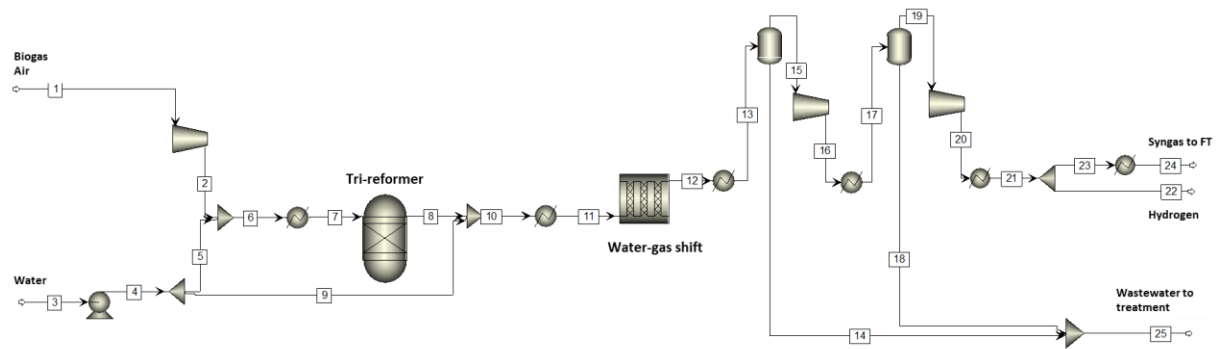 Biogas
Air
1
2
Water
3
4
5
6
7
Tri-reformer
8
9
10
11
Water-gas shift
12
13
14
15
16
17
18
19
20
21
23
Syngas to FT
24
22
Hydrogen
Wastewater to
treatment
25